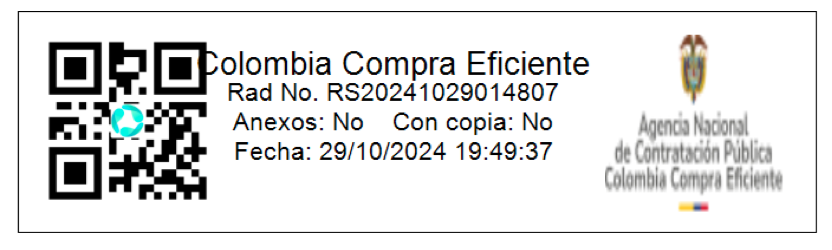 Colombia Compra Eficiente
Rad No. RS20241029014807
Anexos: No Con copia: No
Fecha: 29/10/2024 19:49:37
Agencia Nacional
de Contratación Pública
Colombia Compra Eficiente